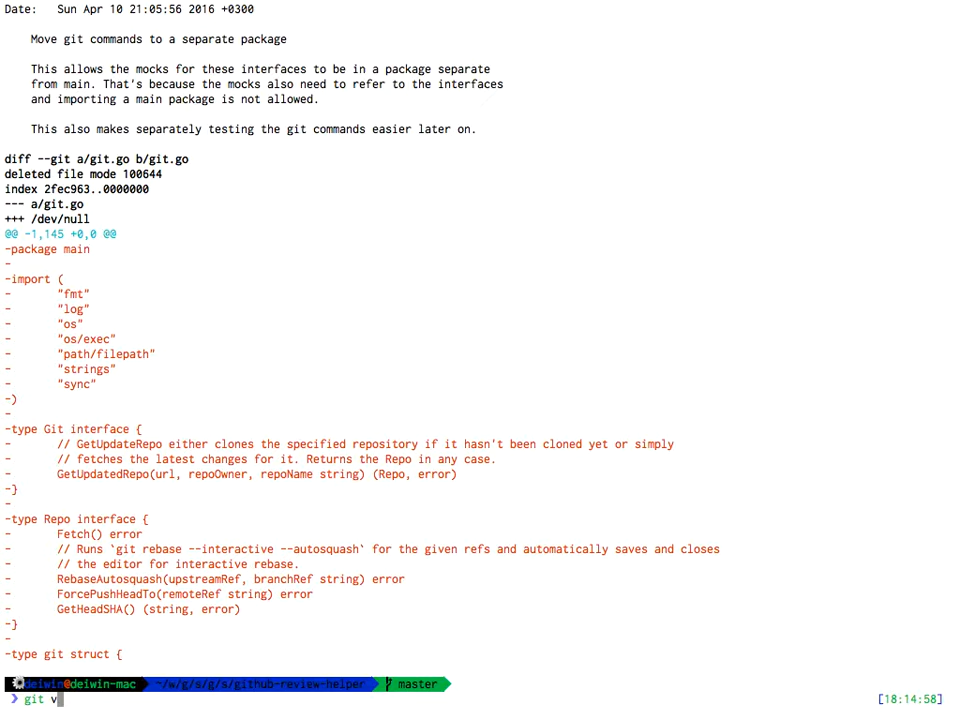 Date:   Sun Apr 10 21:05:56 2016 +0300
Move git commands to a separate package
This allows the mocks for these interfaces to be in a package separate
from main. That's because the mocks also need to refer to the interfaces
and importing a main package is not allowed.
This also makes separately testing the git commands easier later on.
diff --git a/git.go b/git.go
deleted file mode 100644
index 2fec963..0000000
--- a/git.go
+++ /dev/null
@@ -1,145 +0,0 @@
-package main
-
-import (
-       "fmt"
-       "log"
-       "os"
-       "os/exec"
-       "path/filepath"
-       "strings"
-       "sync"
-)
-
-type Git interface {
-       // GetUpdateRepo either clones the specified repository if it hasn't been cloned yet or simply
-       // fetches the latest changes for it. Returns the Repo in any case.
-       GetUpdatedRepo(url, repoOwner, repoName string) (Repo, error)
-}
-
-type Repo interface {
-       Fetch() error
-       // Runs `git rebase --interactive --autosquash` for the given refs and automatically saves and closes
-       // the editor for interactive rebase.
-       RebaseAutosquash(upstreamRef, branchRef string) error
-       ForcePushHeadTo(remoteRef string) error
-       GetHeadSHA() (string, error)
-}
-
-type git struct {
deiwin@deiwin-mac ~/w/g/s/g/s/github-review-helper master
❯ git v [18:14:58]